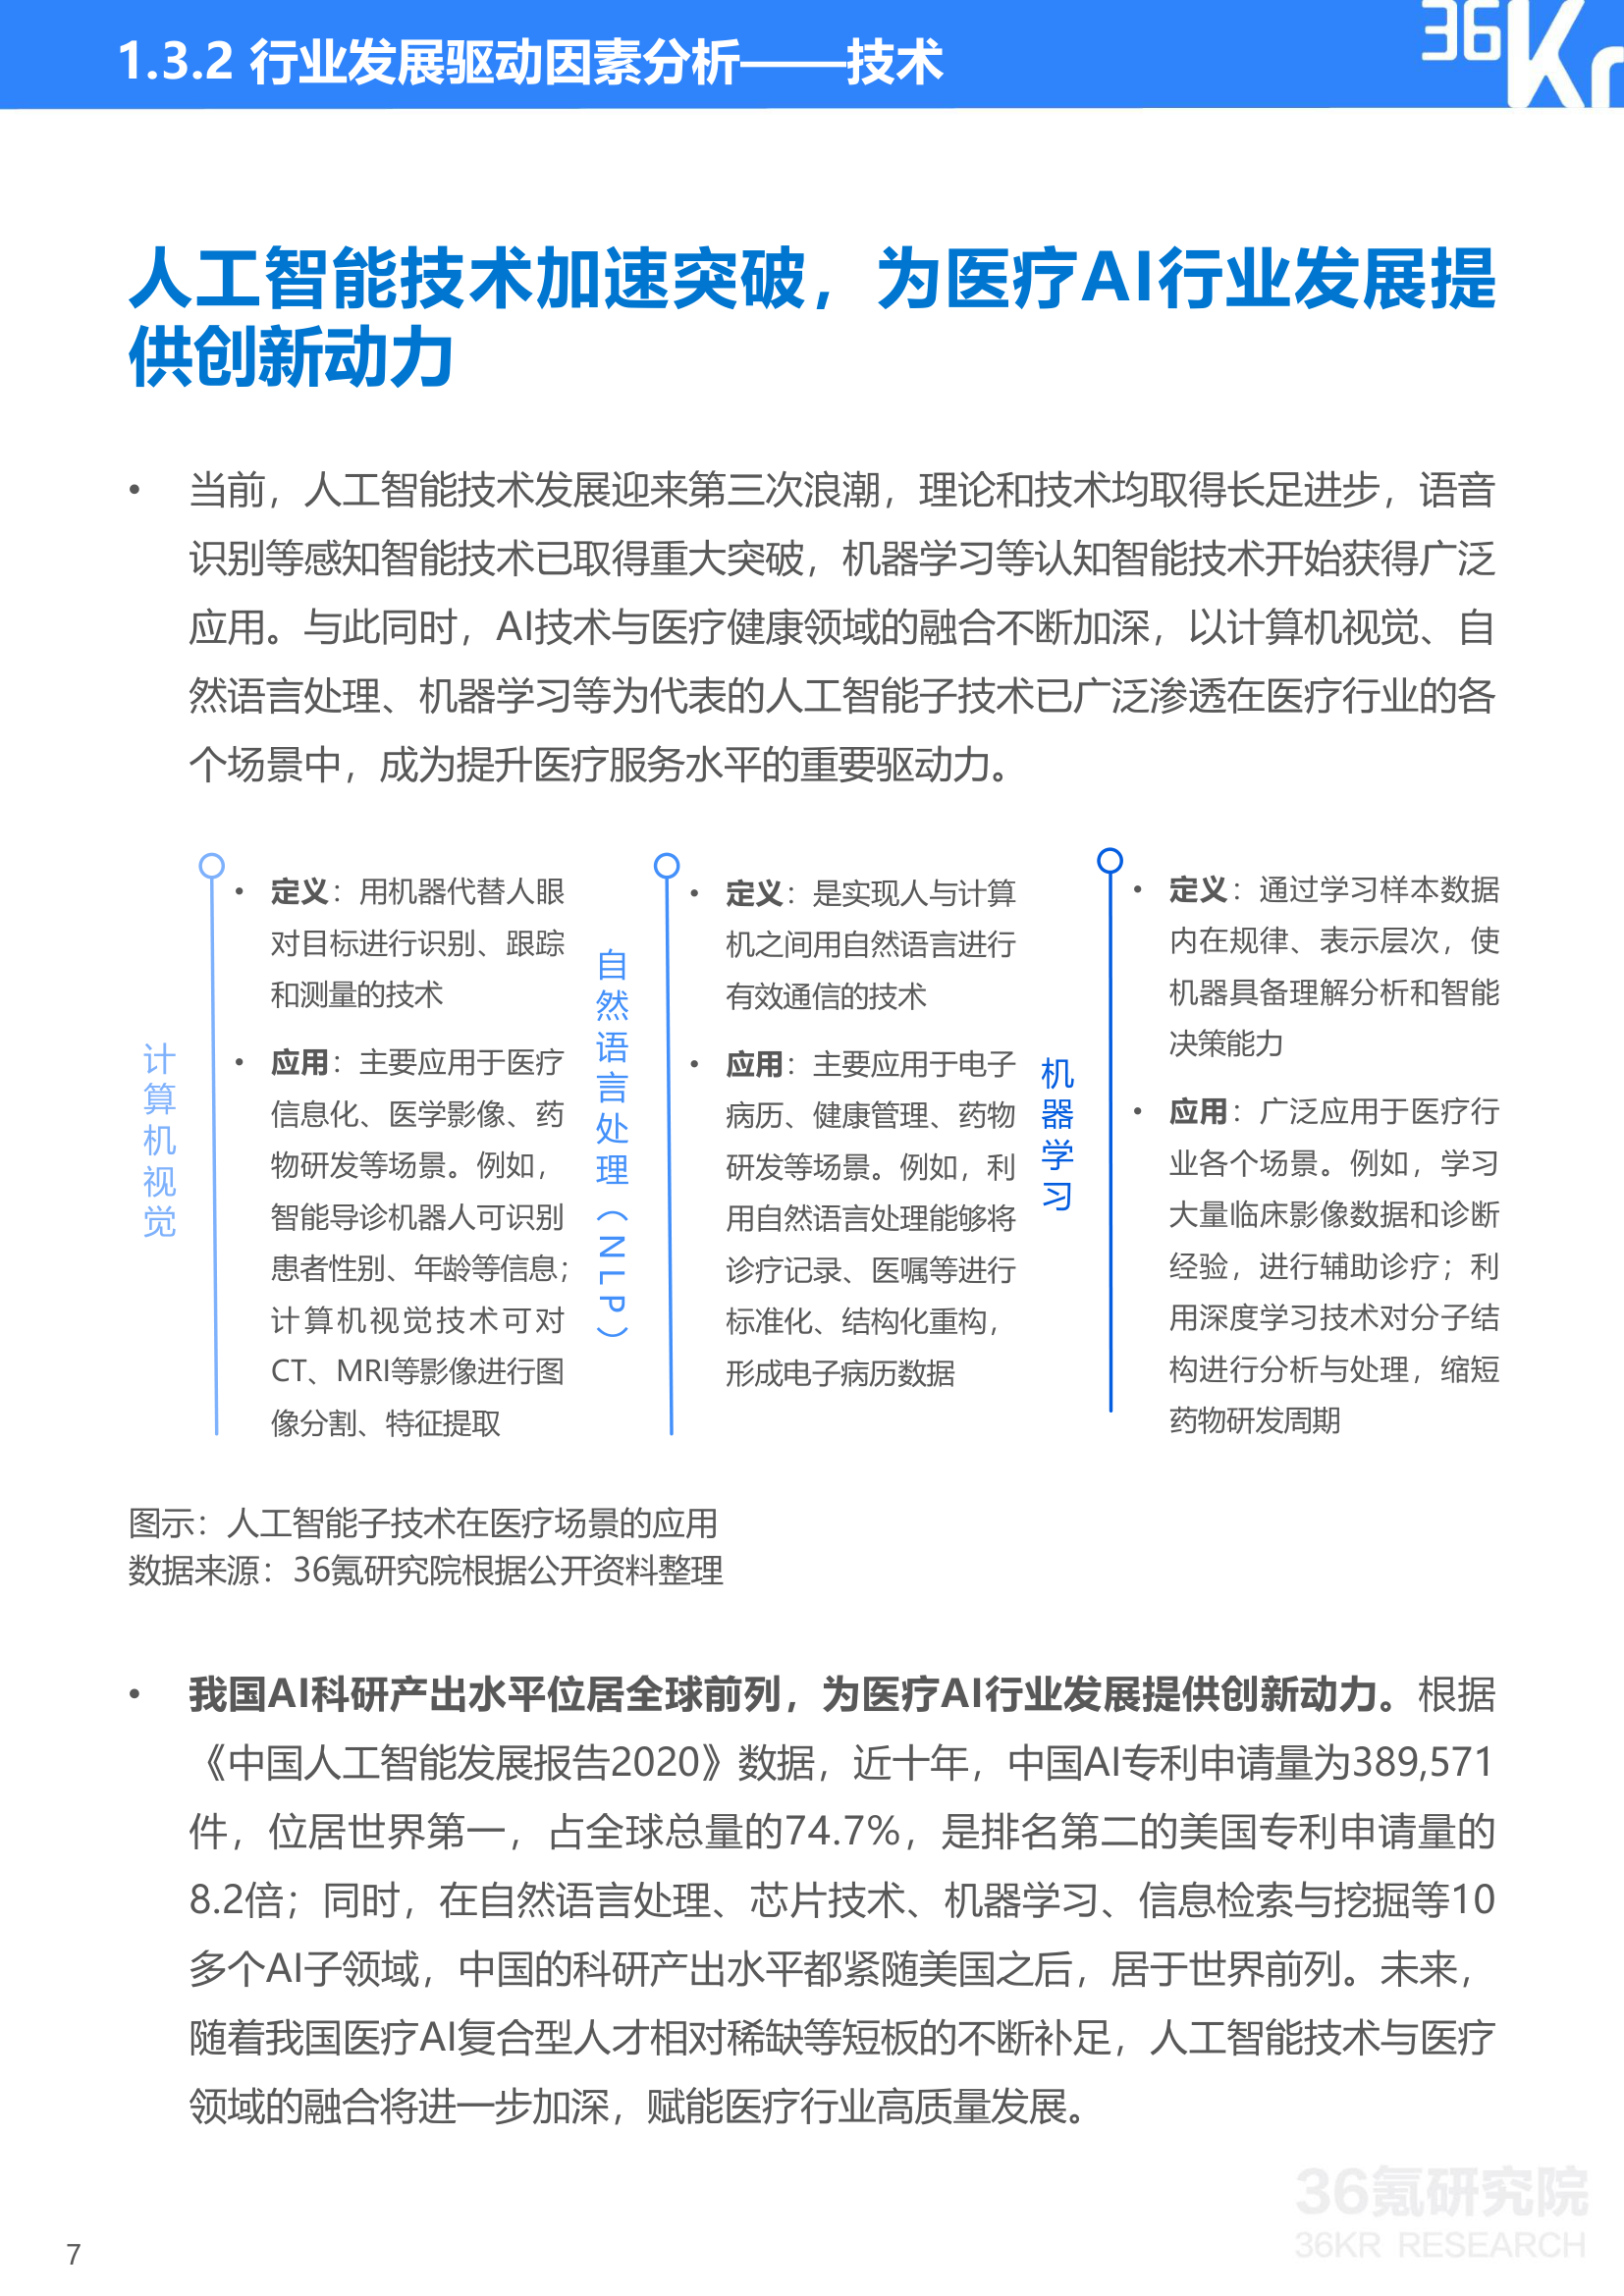 1.3.2 行业发展驱动因素分析——技术
36Kr
人工智能技术加速突破，为医疗AI行业发展提
供创新动力
• 当前，人工智能技术发展迎来第三次浪潮，理论和技术均取得长足进步，语音
识别等感知智能技术已取得重大突破，机器学习等认知智能技术开始获得广泛
应用。与此同时，AI技术与医疗健康领域的融合不断加深，以计算机视觉、自
然语言处理、机器学习等为代表的人工智能子技术已广泛渗透在医疗行业的各
个场景中，成为提升医疗服务水平的重要驱动力。
计算机视觉
• 定义：用机器代替人眼
对目标进行识别、跟踪
和测量的技术
• 应用：主要应用于医疗
信息化、医学影像、药
物研发等场景。例如，
智能导诊机器人可识别
患者性别、年龄等信息；
计算机视觉技术可对
CT、MRI等影像进行图
像分割、特征提取
自然语言处理（NLP）
• 定义：是实现人与计算
机之间用自然语言进行
有效通信的技术
• 应用：主要应用于电子
病历、健康管理、药物
研发等场景。例如，利
用自然语言处理能够将
诊疗记录、医嘱等进行
标准化、结构化重构，
形成电子病历数据
机器学习
• 定义：通过学习样本数据
内在规律、表示层次，使
机器具备理解分析和智能
决策能力
• 应用：广泛应用于医疗行
业各个场景。例如，学习
大量临床影像数据和诊断
经验，进行辅助诊疗；利
用深度学习技术对分子结
构进行分析与处理，缩短
药物研发周期
图示：人工智能子技术在医疗场景的应用
数据来源：36氪研究院根据公开资料整理
• 我国AI科研产出水平位居全球前列，为医疗AI行业发展提供创新动力。根据
《中国人工智能发展报告2020》数据，近十年，中国AI专利申请量为389,571
件，位居世界第一，占全球总量的74.7%，是排名第二的美国专利申请量的
8.2倍；同时，在自然语言处理、芯片技术、机器学习、信息检索与挖掘等10
多个AI子领域，中国的科研产出水平都紧随美国之后，居于世界前列。未来，
随着我国医疗AI复合型人才相对稀缺等短板的不断补足，人工智能技术与医疗
领域的融合将进一步加深，赋能医疗行业高质量发展。
36氪研究院
36KR RESEARCH
7